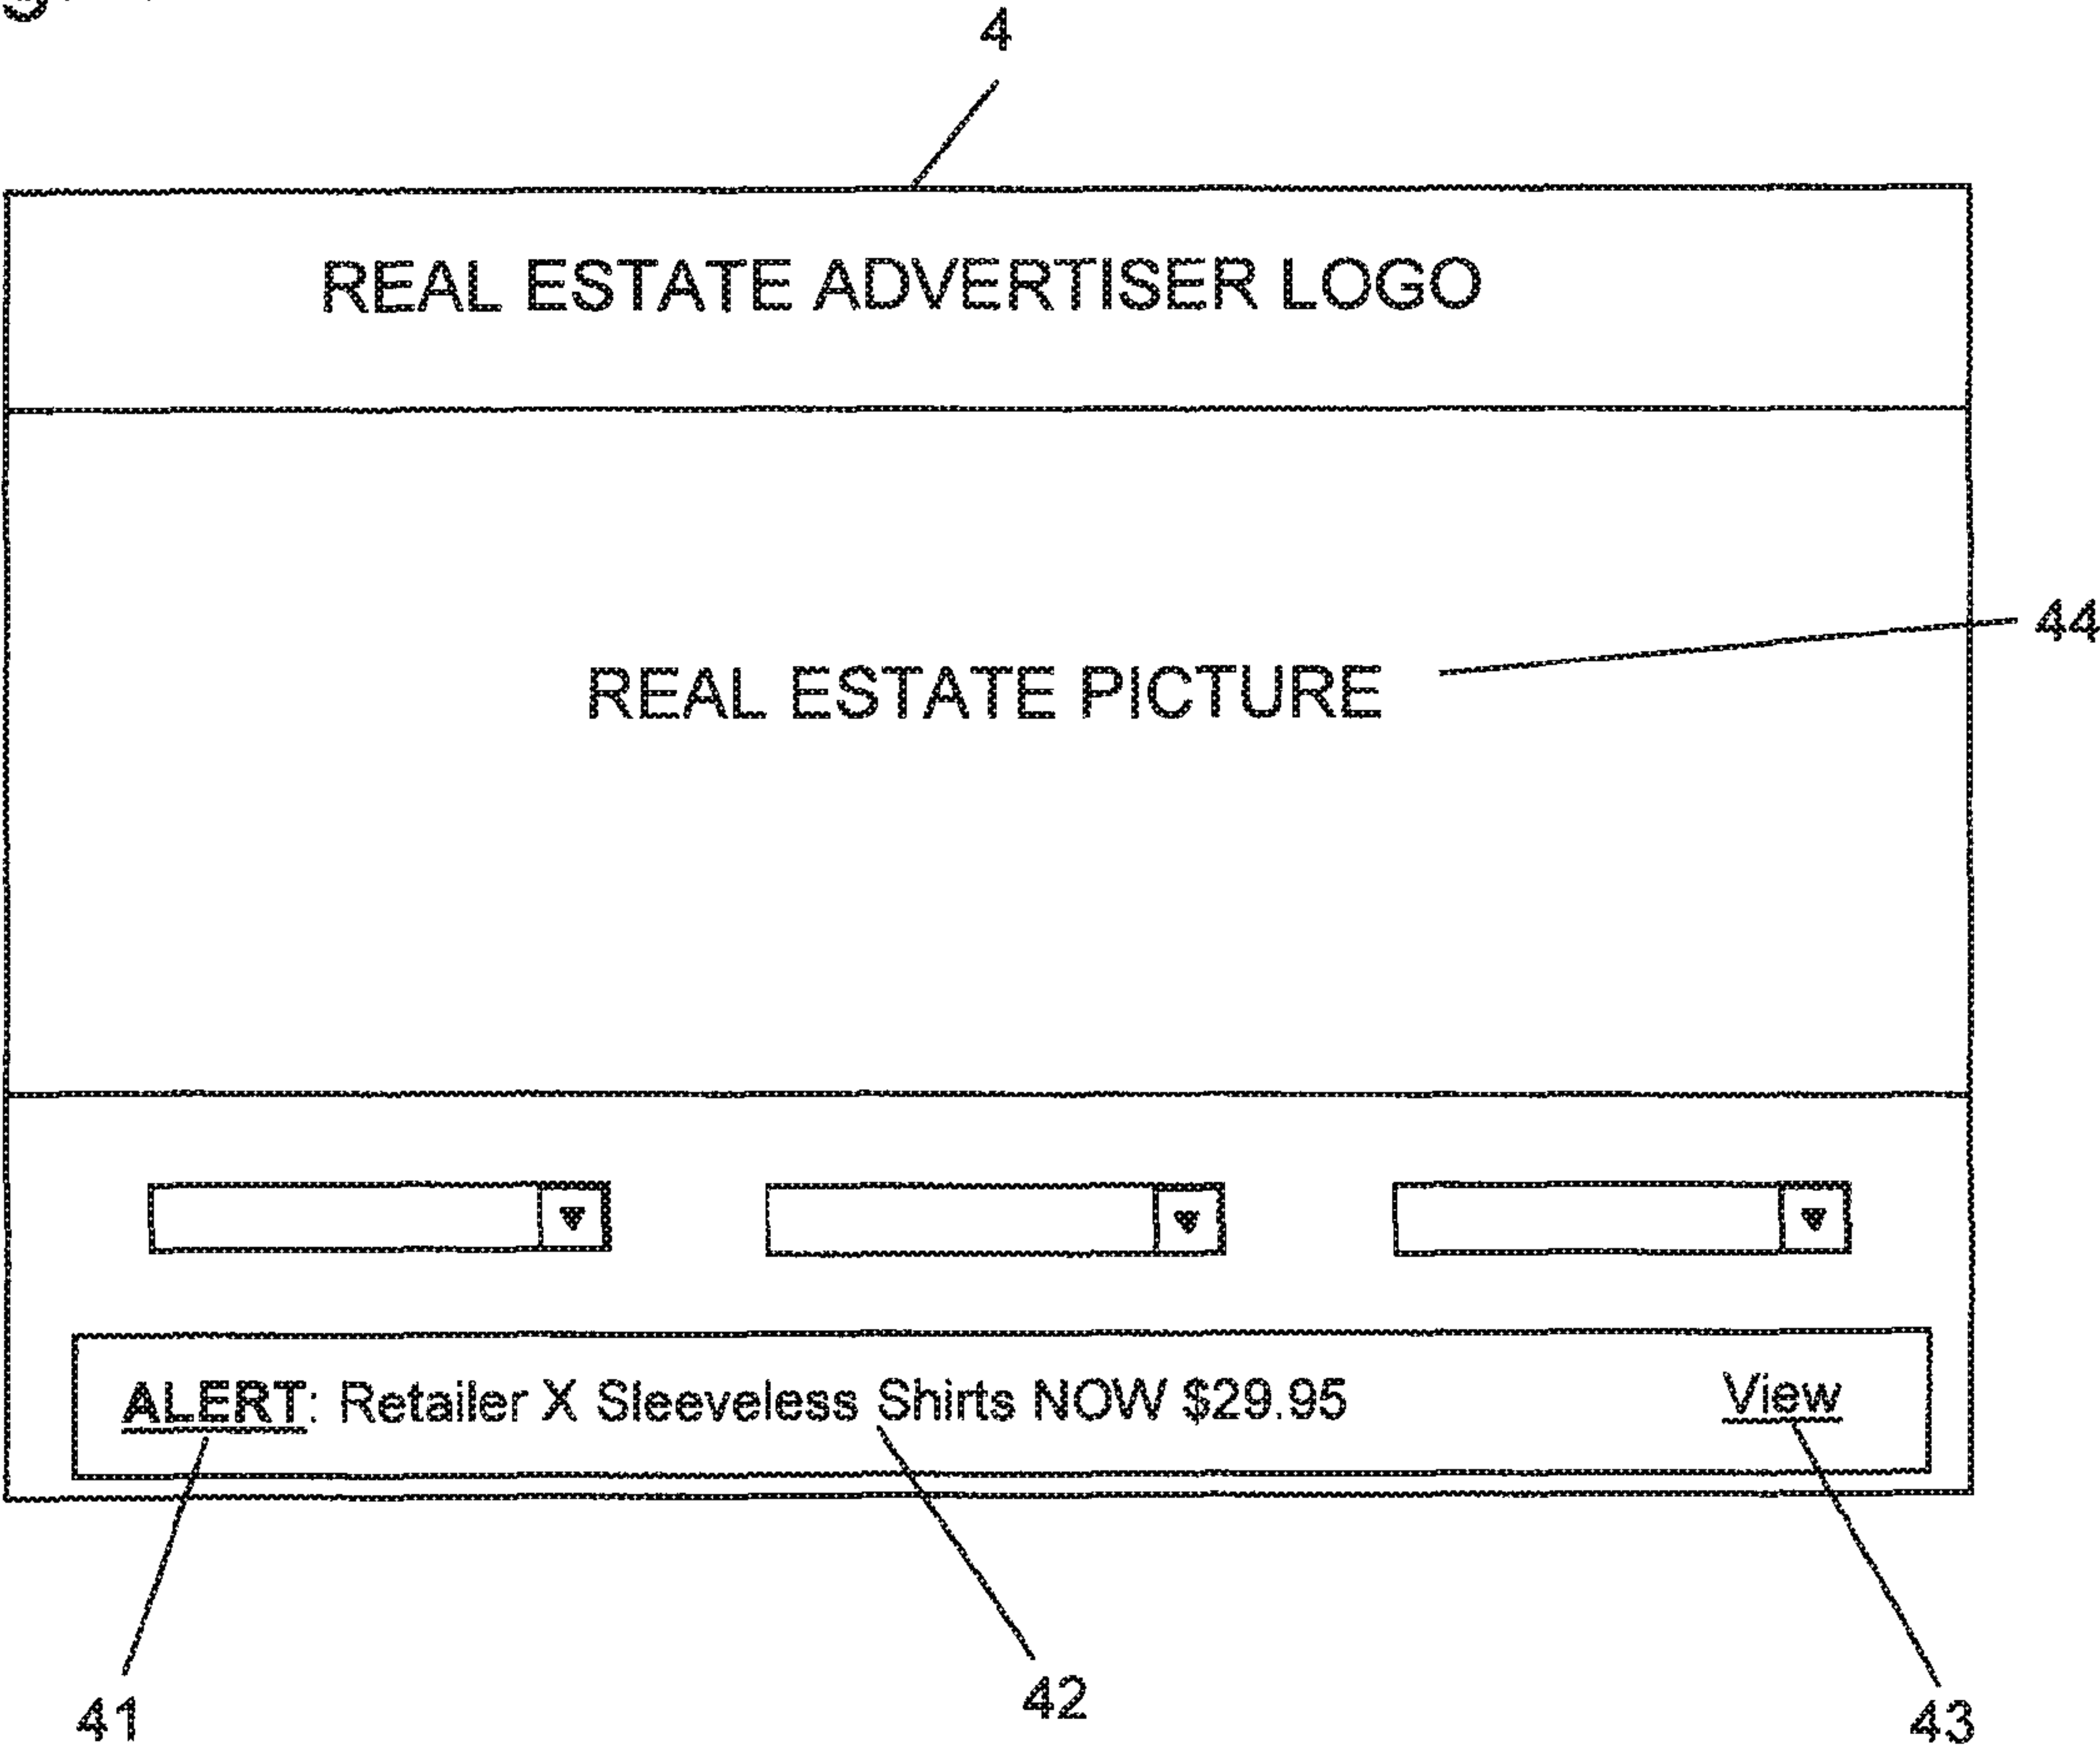 4
REAL ESTATE ADVERTISER LOGO
REAL ESTATE PICTURE
44
ALERT: Retailer X Sleeveless Shirts NOW $29.95 View
41
42
43